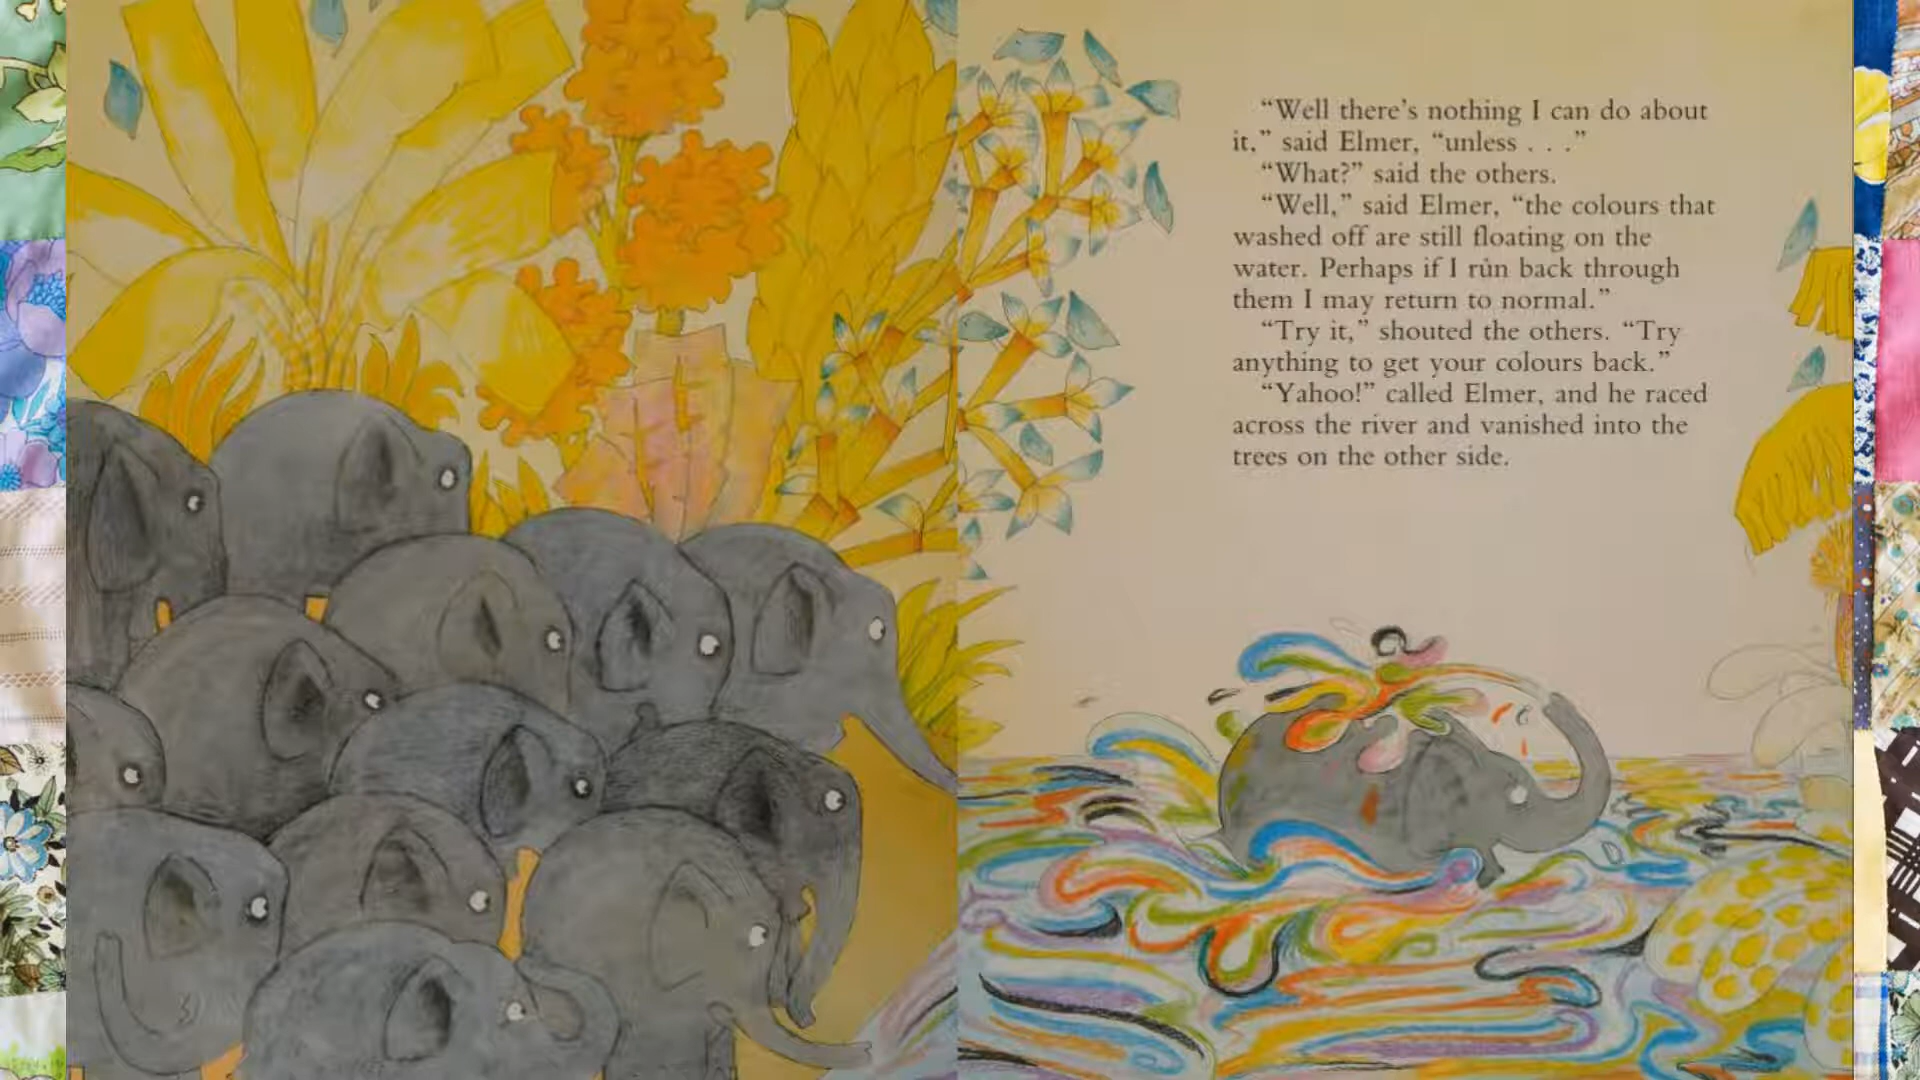 “Well there’s nothing I can do about
it,” said Elmer, “unless . . .”
“What?” said the others.
“Well,” said Elmer, “the colours that
washed off are still floating on the
water. Perhaps if I run back through
them I may return to normal.”
“Try it,” shouted the others. “Try
anything to get your colours back.”
“Yahoo!” called Elmer, and he raced
across the river and vanished into the
trees on the other side.